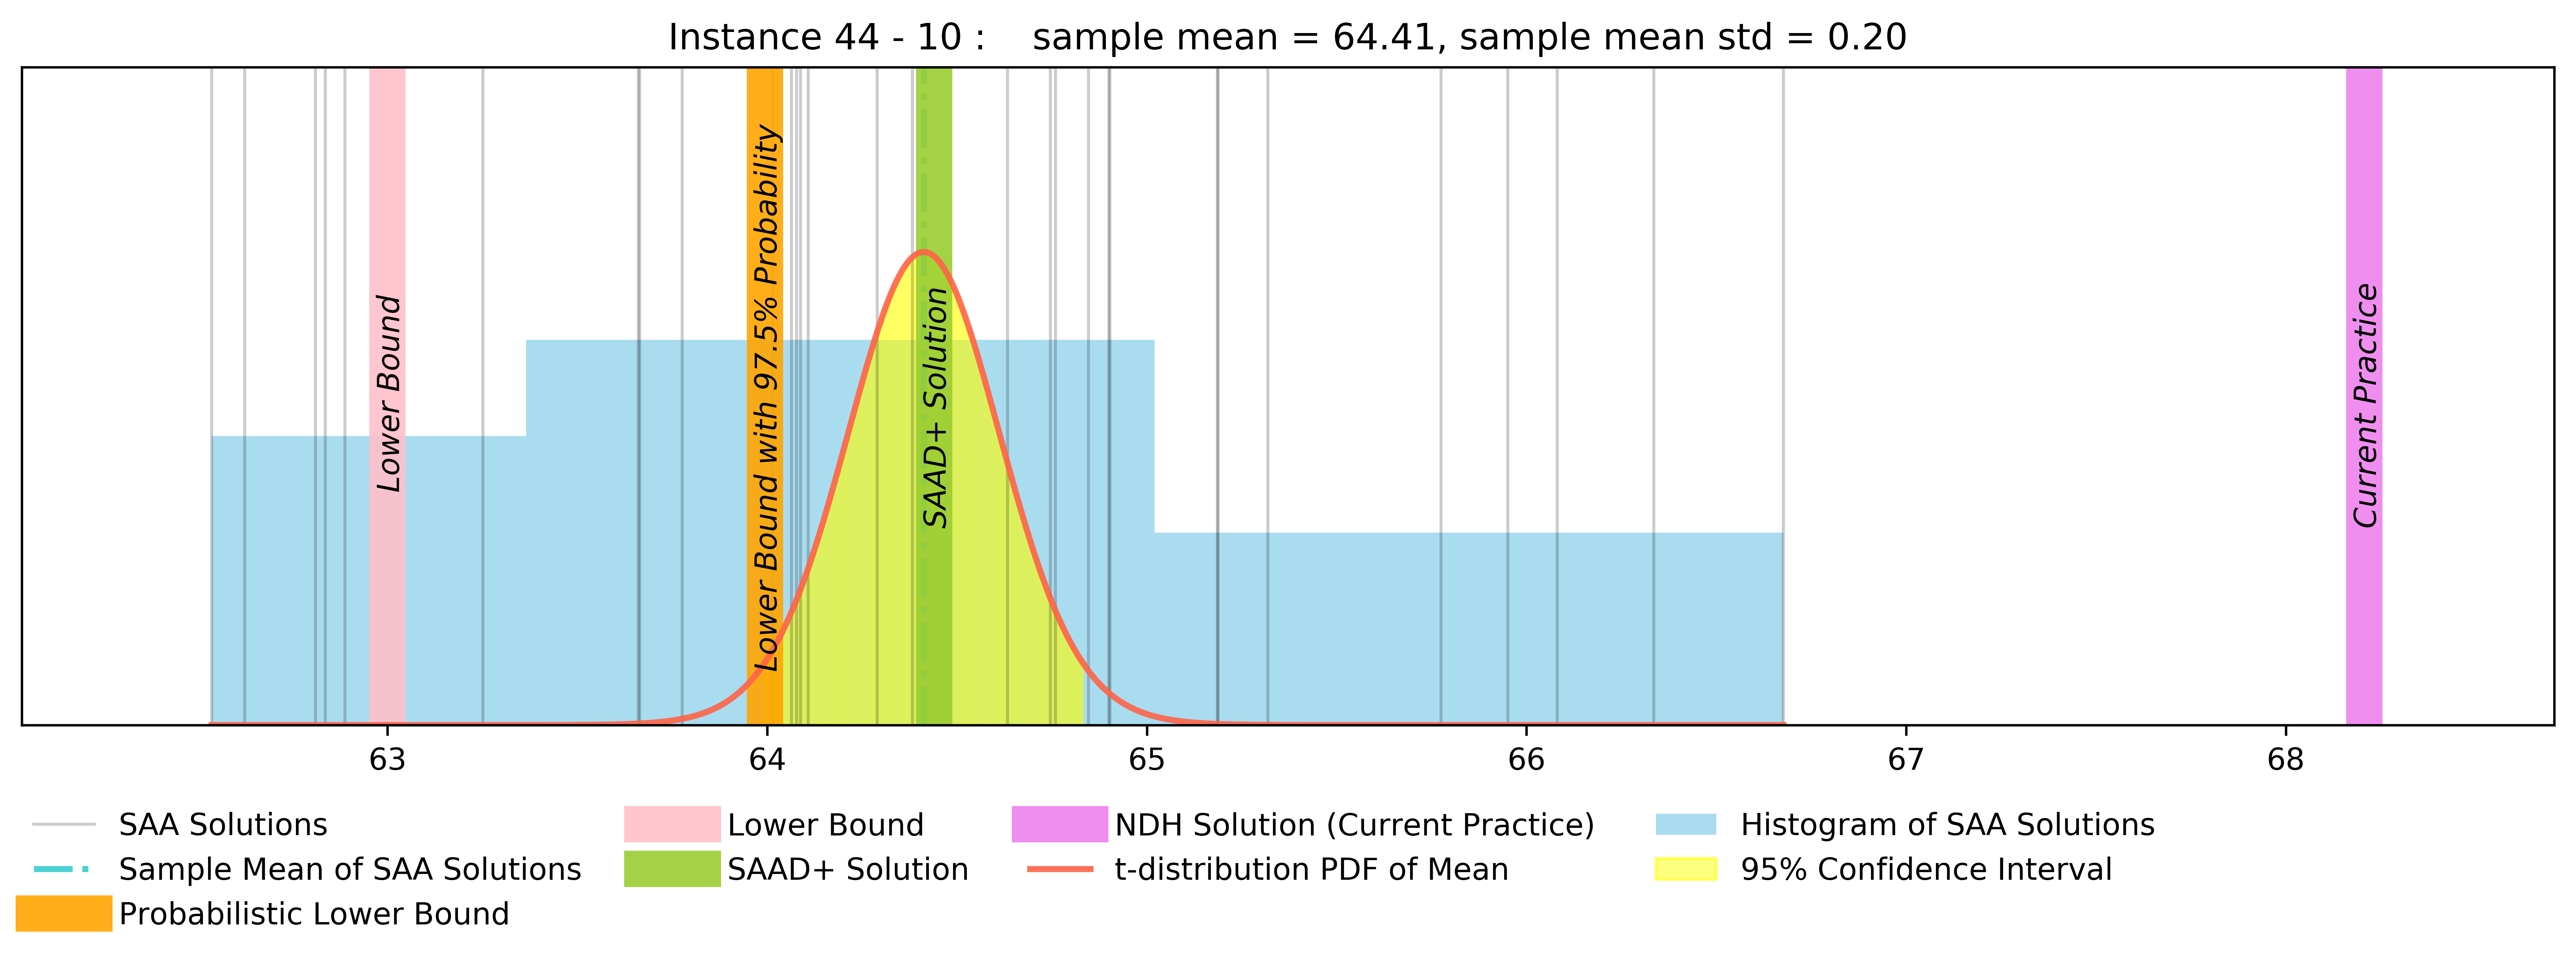 Instance 44 - 10 :    sample mean = 64.41, sample mean std = 0.20
Lower Bound
Lower Bound with 97.5% Probability
SAAD+ Solution
Current Practice
63 64 65 66 67 68
SAA Solutions
Sample Mean of SAA Solutions
Probabilistic Lower Bound
Lower Bound
SAAD+ Solution
NDH Solution (Current Practice)
t-distribution PDF of Mean
Histogram of SAA Solutions
95% Confidence Interval